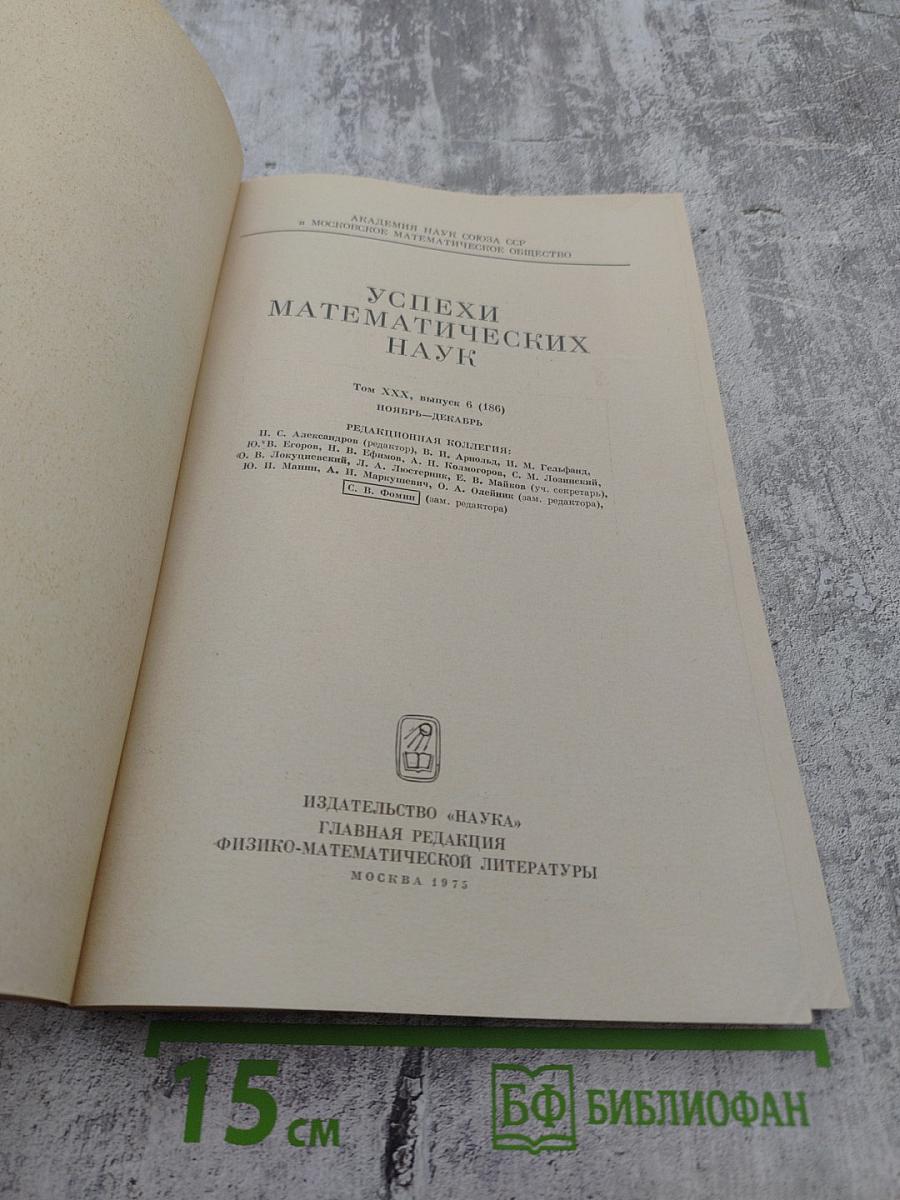 АКАДЕМИЯ НАУК СОЮЗА ССР
и МОСКОВСКОЕ МАТЕМАТИЧЕСКОЕ ОБЩЕСТВО
УСПЕХИ
МАТЕМАТИЧЕСКИХ
НАУК
Том XXX, выпуск 6 (186)
НОЯБРЬ—ДЕКАБРЬ
РЕДАКЦИОННАЯ КОЛЛЕГИЯ:
П. С. Александров (редактор), В. И. Арнольд, И. М. Гельфанд,
Ю. В. Егоров, Н. В. Ефимов, А. Н. Колмогоров, С. М. Лозинский,
О. В. Локуциевский, Л. А. Люстерник, Е. В. Майков (уч. секретарь),
Ю. И. Манин, А. И. Маркушевич, О. А. Олейник (зам. редактора),
С. В. Фомин (зам. редактора)
ИЗДАТЕЛЬСТВО «НАУКА»
ГЛАВНАЯ РЕДАКЦИЯ
ФИЗИКО-МАТЕМАТИЧЕСКОЙ ЛИТЕРАТУРЫ
МОСКВА 1975
15 см
БФ БИБЛИОФАН